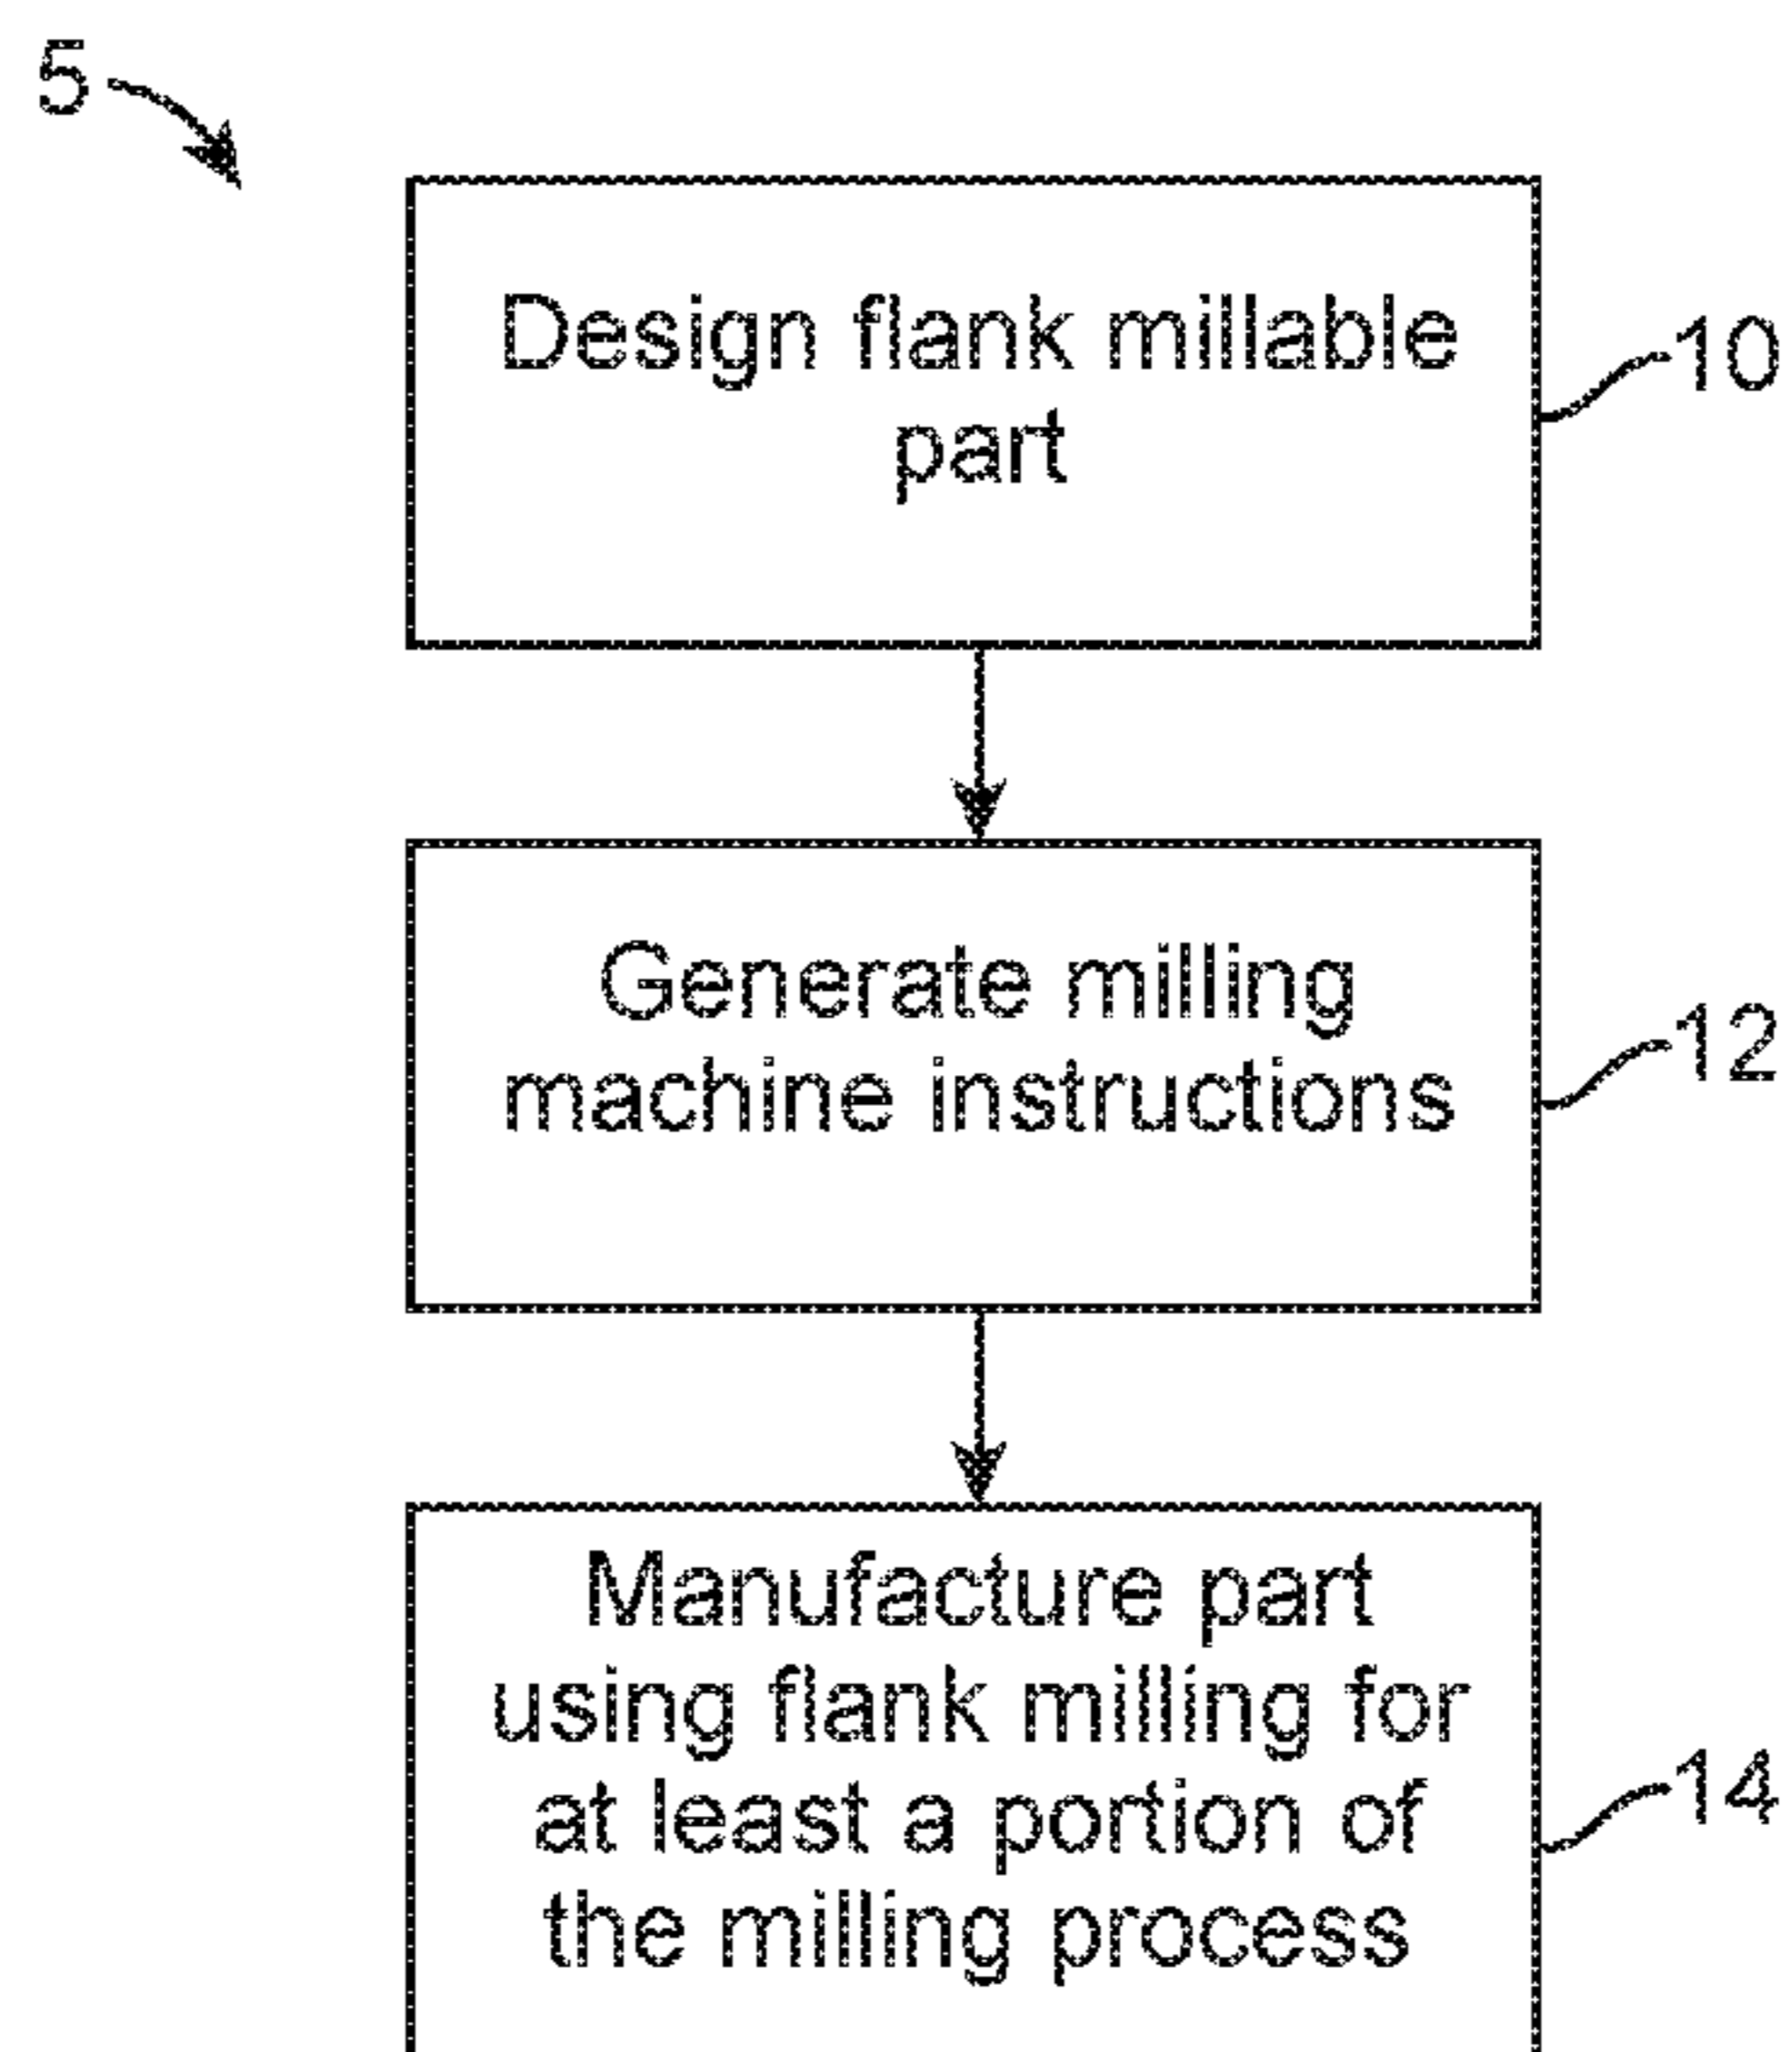 5
Design flank millable
part
10
Generate milling
machine instructions
12
Manufacture part
using flank milling for
at least a portion of
the milling process
14